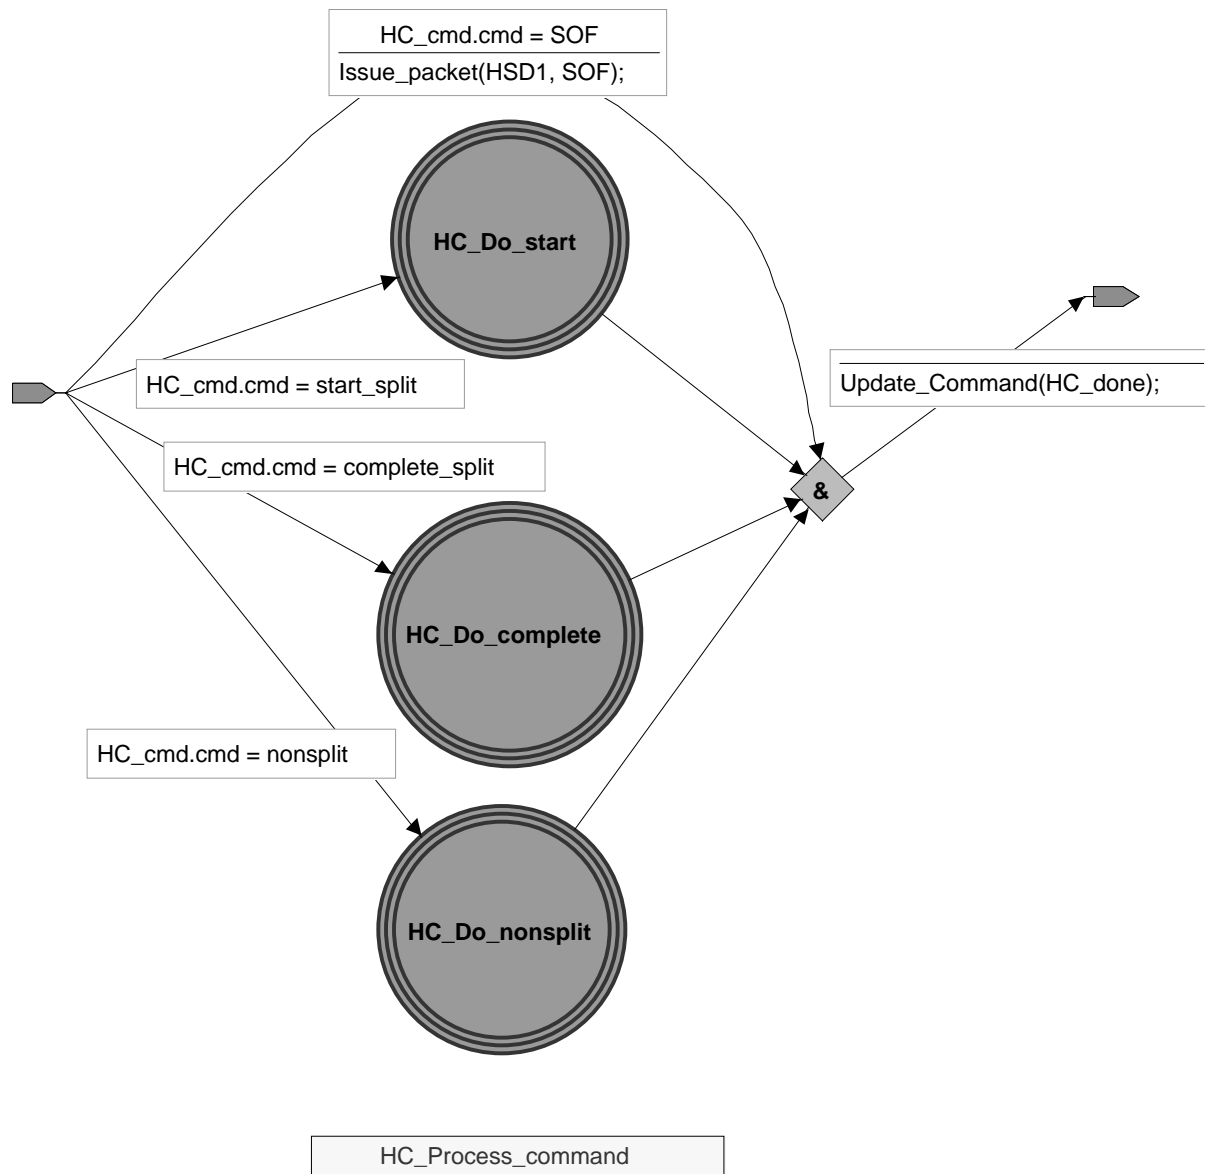 HC_cmd.cmd = SOF
Issue_packet(HSD1, SOF);
HC_Do_start
HC_cmd.cmd = start_split
Update_Command(HC_done);
HC_cmd.cmd = complete_split
&
HC_Do_complete
HC_cmd.cmd = nonsplit
HC_Do_nonsplit
HC_Process_command